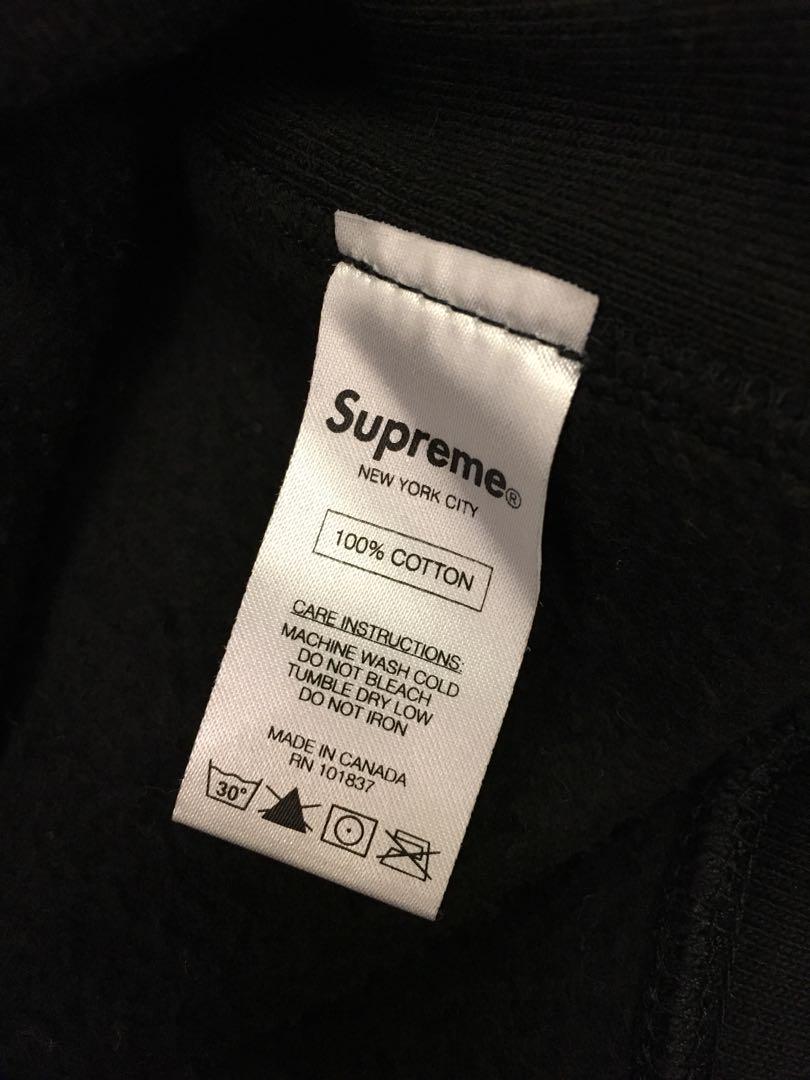 Supreme®
NEW YORK CITY
100% COTTON
CARE INSTRUCTIONS:
MACHINE WASH COLD
DO NOT BLEACH
TUMBLE DRY LOW
DO NOT IRON
MADE IN CANADA
RN 101837
30°